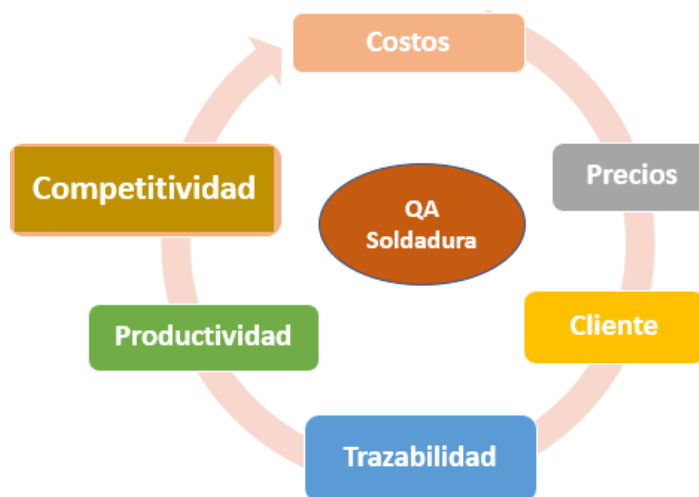 Costos
Precios
Cliente
Trazabilidad
Productividad
Competitividad
QA
Soldadura